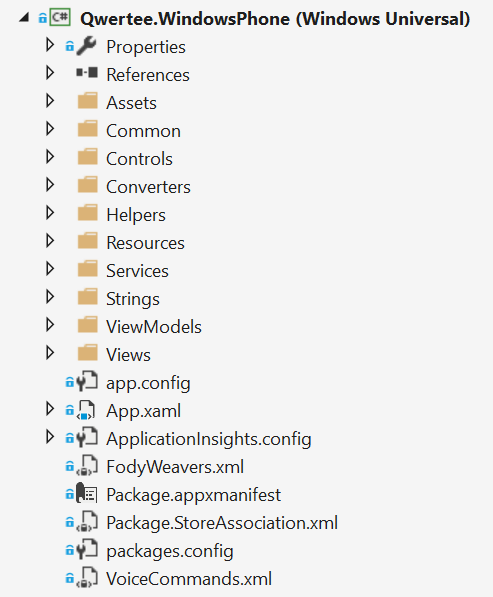 C# Qwertee.WindowsPhone (Windows Universal)
Properties
References
Assets
Common
Controls
Converters
Helpers
Resources
Services
Strings
ViewModels
Views
app.config
App.xaml
ApplicationInsights.config
FodyWeavers.xml
Package.appxmanifest
Package.StoreAssociation.xml
packages.config
VoiceCommands.xml